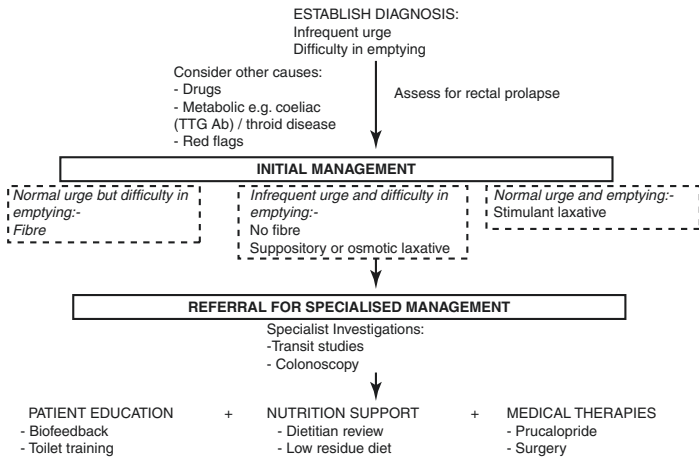 ESTABLISH DIAGNOSIS:
Infrequent urge
Difficulty in emptying
Consider other causes:
- Drugs
- Metabolic e.g. coeliac
(TTG Ab) / throid disease
- Red flags
Assess for rectal prolapse
INITIAL MANAGEMENT
Normal urge but difficulty in
emptying:-
Fibre
Infrequent urge and difficulty in
emptying:-
No fibre
Suppository or osmotic laxative
Normal urge and emptying:-
Stimulant laxative
REFERRAL FOR SPECIALISED MANAGEMENT
Specialist Investigations:
-Transit studies
- Colonoscopy
PATIENT EDUCATION + NUTRITION SUPPORT + MEDICAL THERAPIES
- Biofeedback - Dietitian review - Prucalopride
- Toilet training - Low residue diet - Surgery